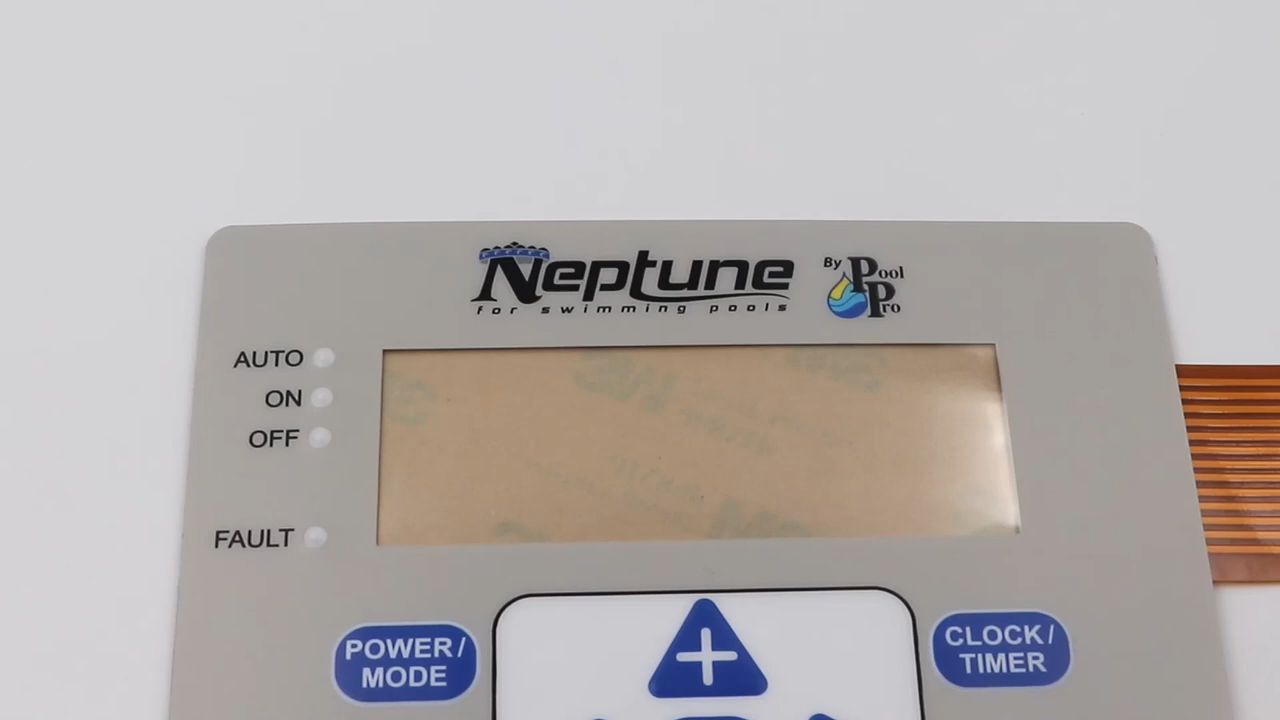 Neptune
for swimming pools
By Pool
Pro
AUTO
ON
OFF
FAULT
POWER/
MODE
+
CLOCK/
TIMER